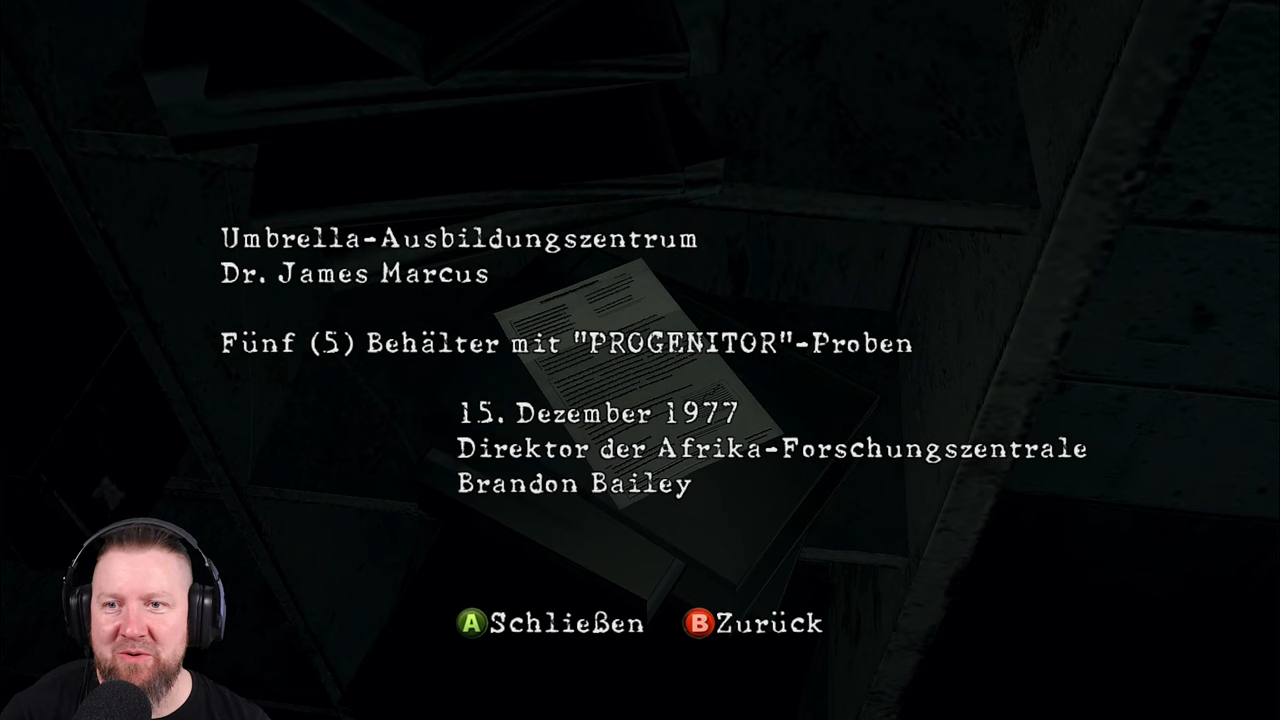 Umbrella-Ausbildungszentrum
Dr. James Marcus
Fünf (5) Behälter mit "PROGENITOR"-Proben
15. Dezember 1977
Direktor der Afrika-Forschungszentrale
Brandon Bailey
A Schließen B Zurück